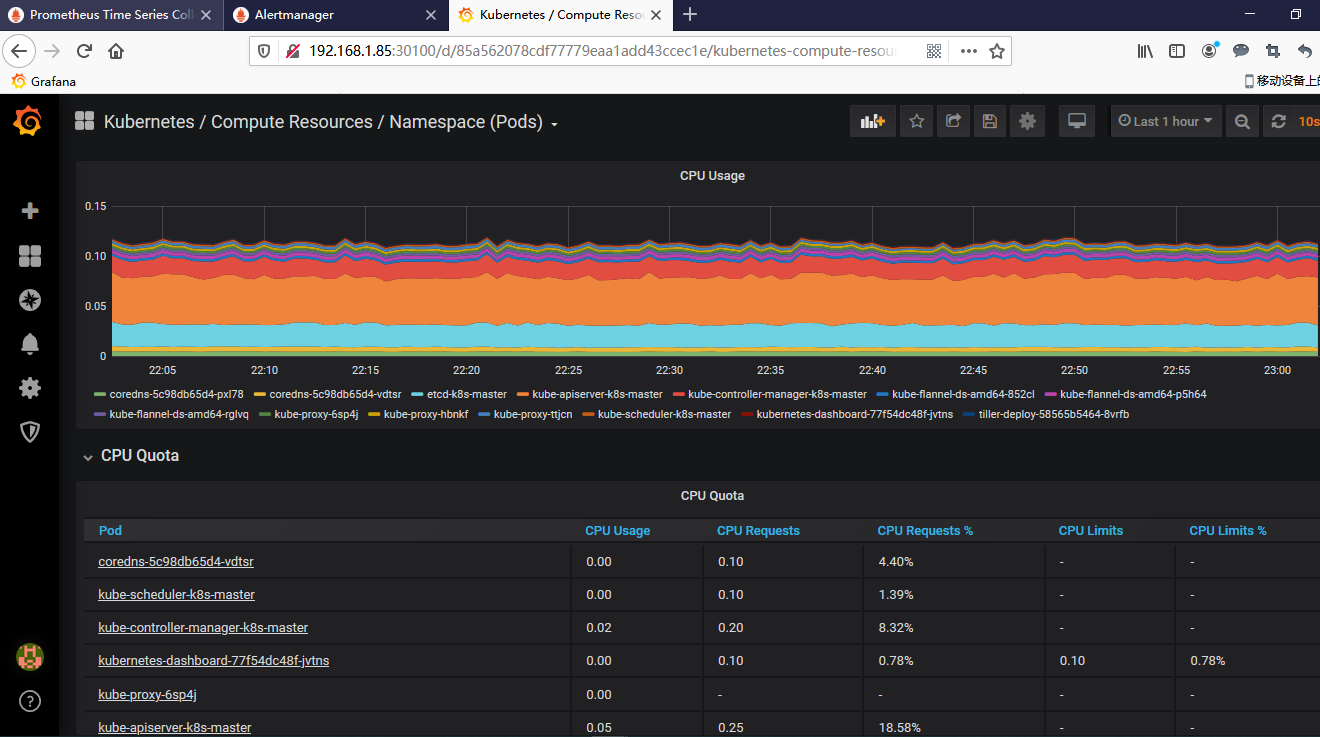 Prometheus Time Series Coll
Alertmanager
Kubernetes / Compute Resou
192.168.1.85:30100/d/85a562078cdf77779eaa1add43ccec1e/kubernetes-compute-resou
Grafana
移动设备上的
Kubernetes / Compute Resources / Namespace (Pods)
Last 1 hour
10s
CPU Usage
0.15
0.10
0.05
0
22:05 22:10 22:15 22:20 22:25 22:30 22:35 22:40 22:45 22:50 22:55 23:00
coredns-5c98db65d4-pxl78 coredns-5c98db65d4-vdtsr etcd-k8s-master kube-apiserver-k8s-master kube-controller-manager-k8s-master kube-flannel-ds-amd64-852cl kube-flannel-ds-amd64-p5h64
kube-flannel-ds-amd64-rglvq kube-proxy-6sp4j kube-proxy-hbnkf kube-proxy-ttjcn kube-scheduler-k8s-master kubernetes-dashboard-77f54dc48f-jvtns tiller-deploy-58565b5464-8vrfb
CPU Quota
CPU Quota
Pod CPU Usage CPU Requests CPU Requests % CPU Limits CPU Limits %
coredns-5c98db65d4-vdtsr 0.00 0.10 4.40% - -
kube-scheduler-k8s-master 0.00 0.10 1.39% - -
kube-controller-manager-k8s-master 0.02 0.20 8.32% - -
kubernetes-dashboard-77f54dc48f-jvtns 0.00 0.10 0.78% 0.10 0.78%
kube-proxy-6sp4j 0.00 - - - -
kube-apiserver-k8s-master 0.05 0.25 18.58% - -